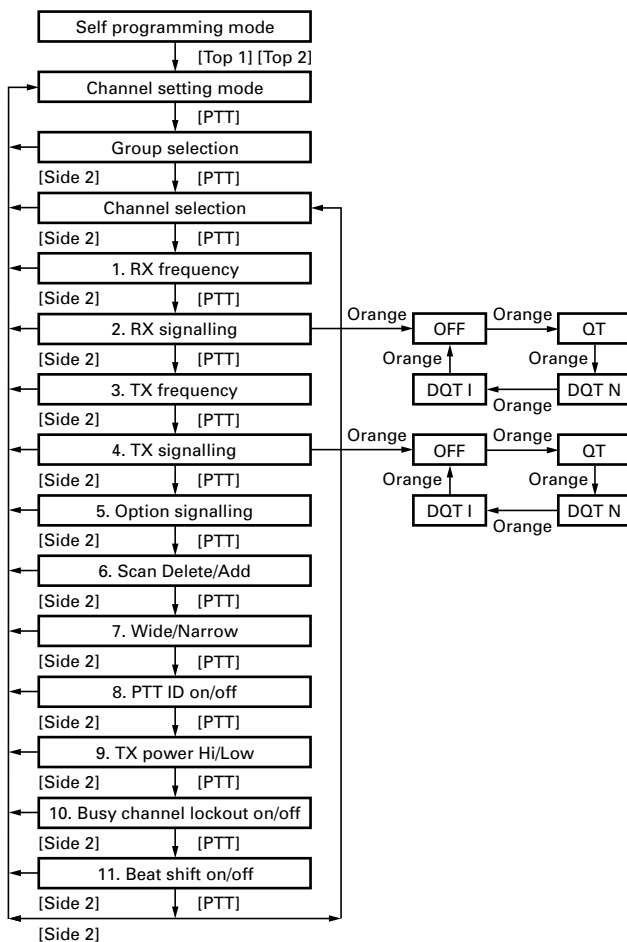 Self programming mode
[Top 1] [Top 2]
Channel setting mode
[PTT]
Group selection
[Side 2] [PTT]
Channel selection
[Side 2] [PTT]
1. RX frequency
[Side 2] [PTT]
2. RX signalling
Orange
OFF
Orange
QT
Orange
DQT N
Orange
DQT I
Orange
[Side 2] [PTT]
3. TX frequency
[Side 2] [PTT]
4. TX signalling
Orange
OFF
Orange
QT
Orange
DQT N
Orange
DQT I
Orange
[Side 2] [PTT]
5. Option signalling
[Side 2] [PTT]
6. Scan Delete/Add
[Side 2] [PTT]
7. Wide/Narrow
[Side 2] [PTT]
8. PTT ID on/off
[Side 2] [PTT]
9. TX power Hi/Low
[Side 2] [PTT]
10. Busy channel lockout on/off
[Side 2] [PTT]
11. Beat shift on/off
[Side 2] [PTT]
[Side 2]